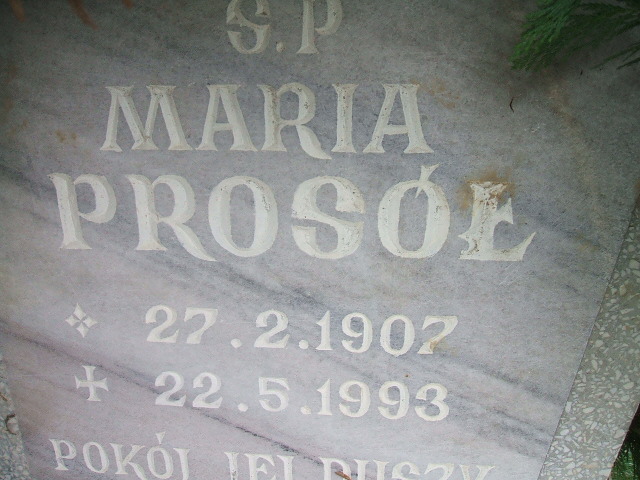 Ś.P
MARIA
PROSÓŁ
27.2.1907
22.5.1993
POKÓJ JEJ DUSZY